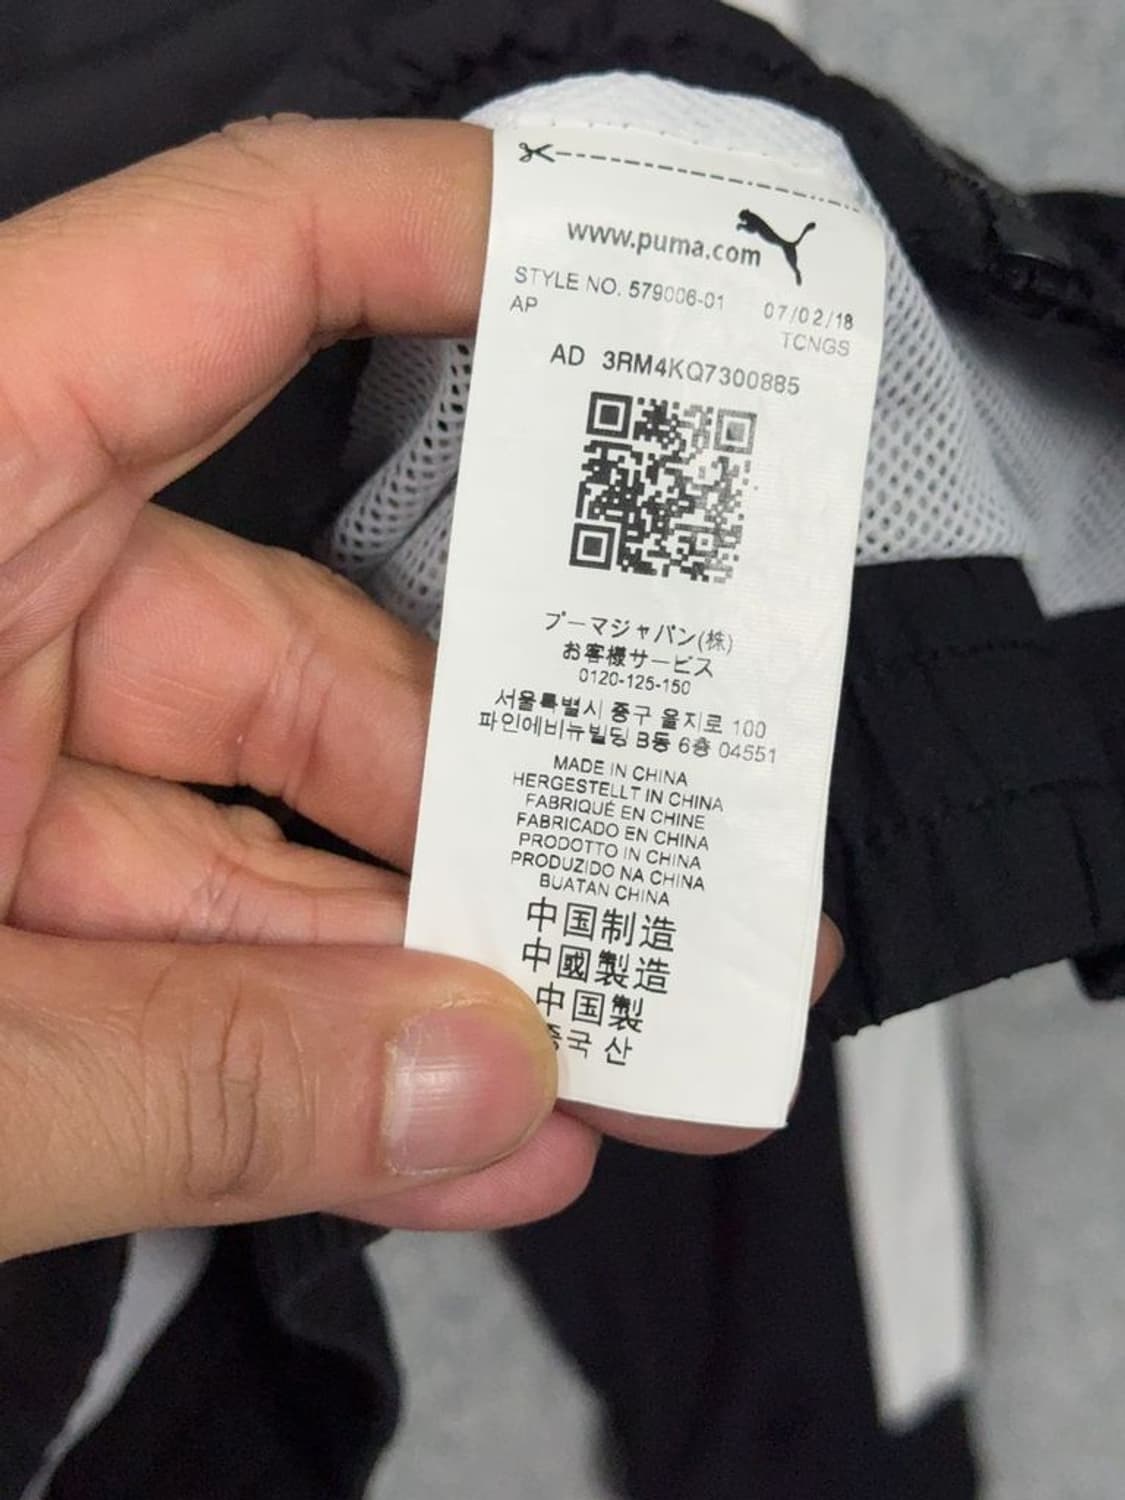 www.puma.com
STYLE NO. 579006-01 07/02/18
AP TCNGS
AD 3RM4KQ7300885
プーマジャパン(株)
お客様サービス
0120-125-150
서울특별시 중구 을지로 100
파인에비뉴빌딩 B동 6층 04551
MADE IN CHINA
HERGESTELLT IN CHINA
FABRIQUÉ EN CHINE
FABRICADO EN CHINA
PRODOTTO IN CHINA
PRODUZIDO NA CHINA
BUATAN CHINA
中国制造
中國製造
中国製
중국 산